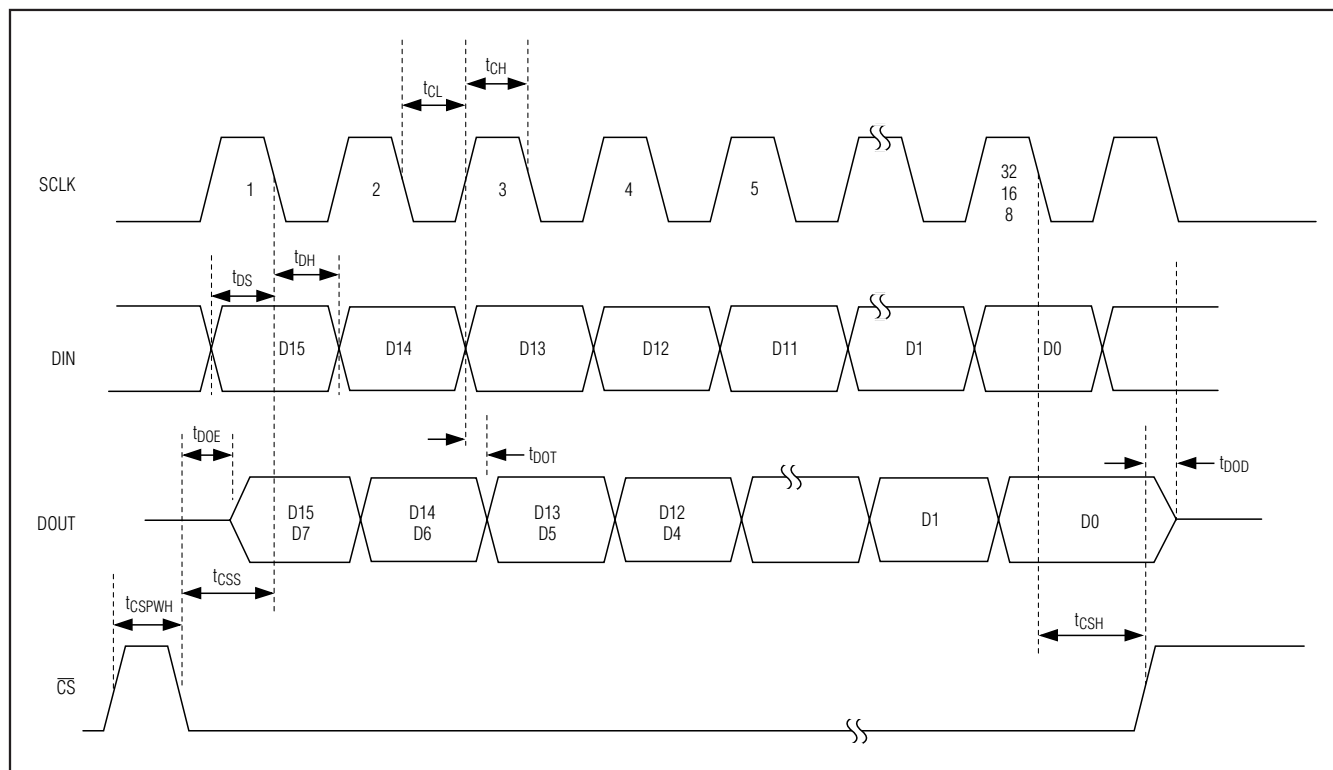 tCL
tCH
SCLK
1
2
3
4
5
32
16
8
tDS
tDH
DIN
D15
D14
D13
D12
D11
D1
D0
tDOE
tDOT
tDOD
DOUT
D15
D7
D14
D6
D13
D5
D12
D4
D1
D0
tCSS
tCSPWH
tCSH
CS